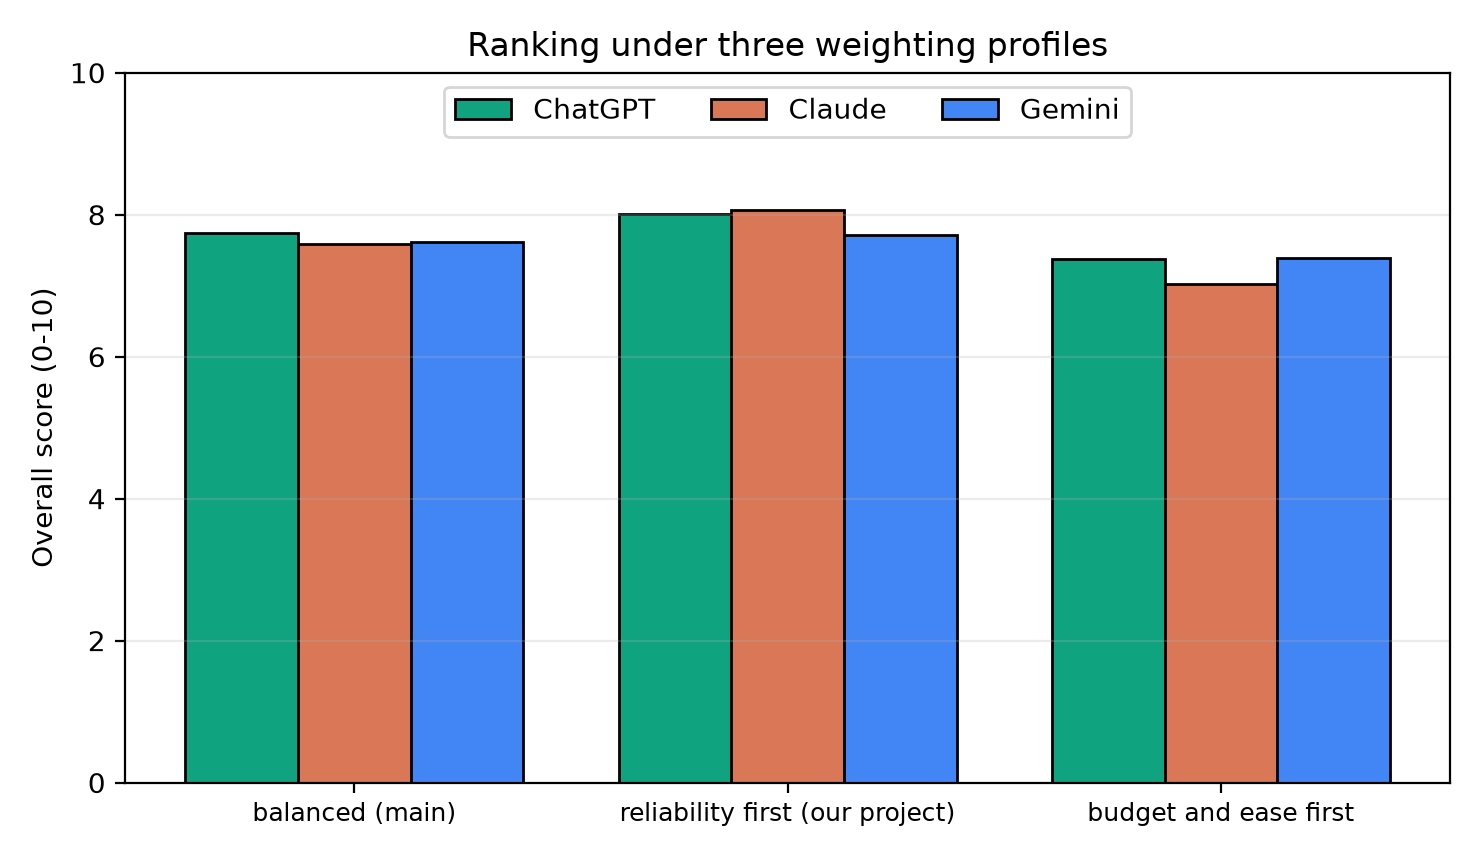 Ranking under three weighting profiles
ChatGPT Claude Gemini
Overall score (0-10)
10
8
6
4
2
0
balanced (main) reliability first (our project) budget and ease first